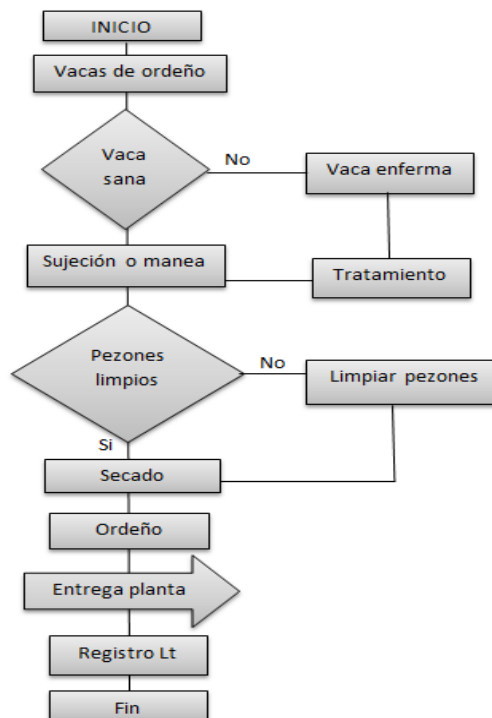 INICIO
Vacas de ordeño
Vaca
sana
No
Vaca enferma
Sujeción o manea
Tratamiento
Pezones
limpios
No
Limpiar pezones
Si
Secado
Ordeño
Entrega planta
Registro Lt
Fin